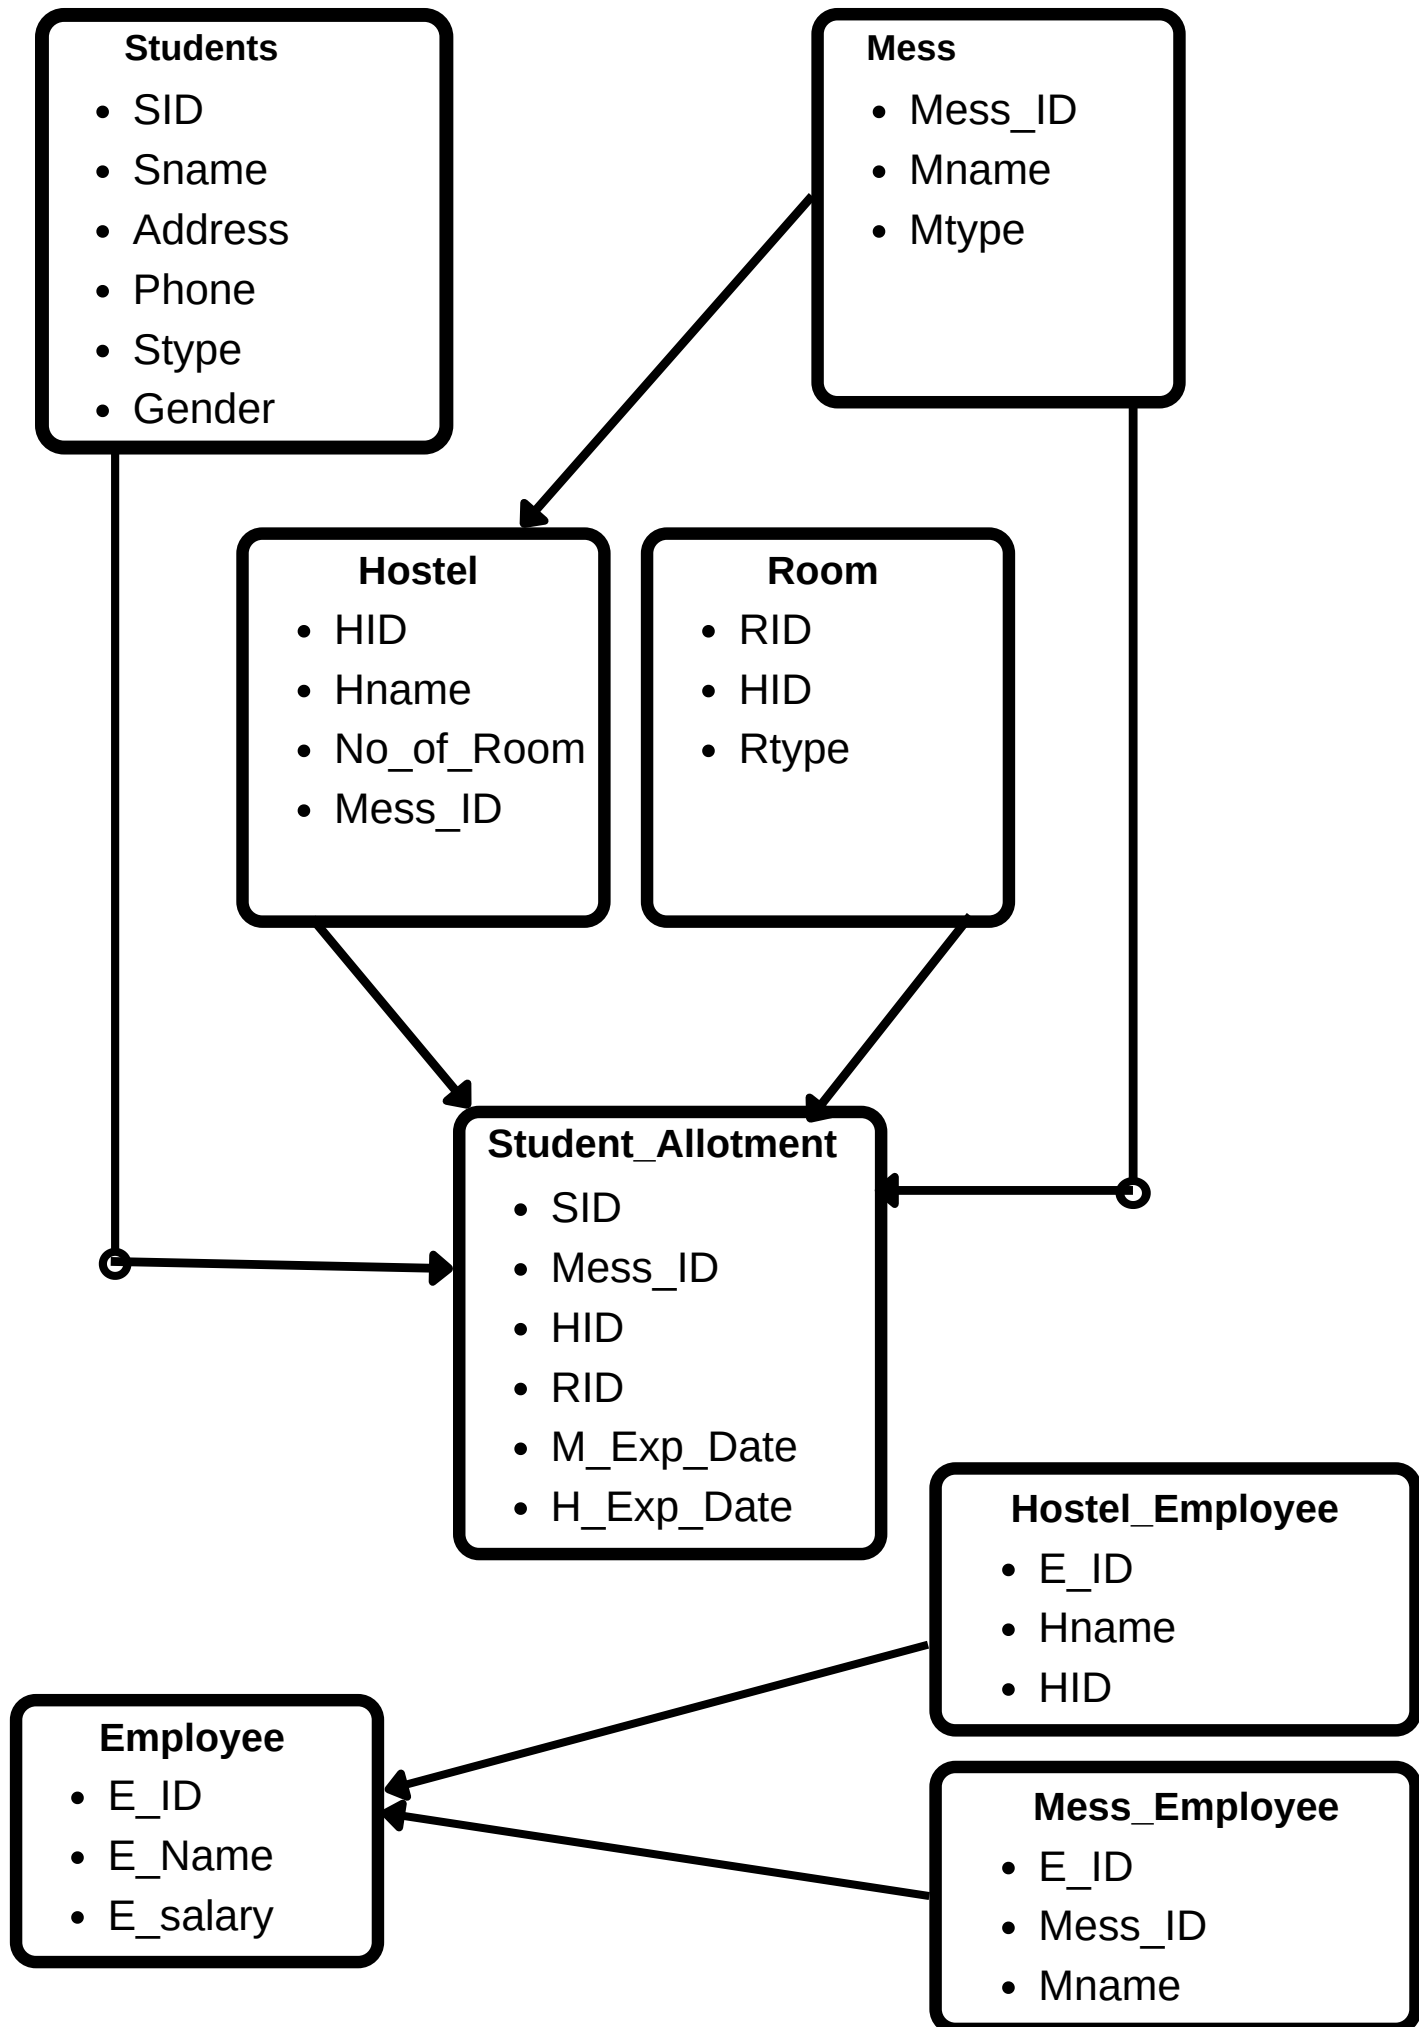 Students
SID
Sname
Address
Phone
Stype
Gender
Mess
Mess_ID
Mname
Mtype
Hostel
HID
Hname
No_of_Room
Mess_ID
Room
RID
HID
Rtype
Student_Allotment
SID
Mess_ID
HID
RID
M_Exp_Date
H_Exp_Date
Hostel_Employee
E_ID
Hname
HID
Employee
E_ID
E_Name
E_salary
Mess_Employee
E_ID
Mess_ID
Mname